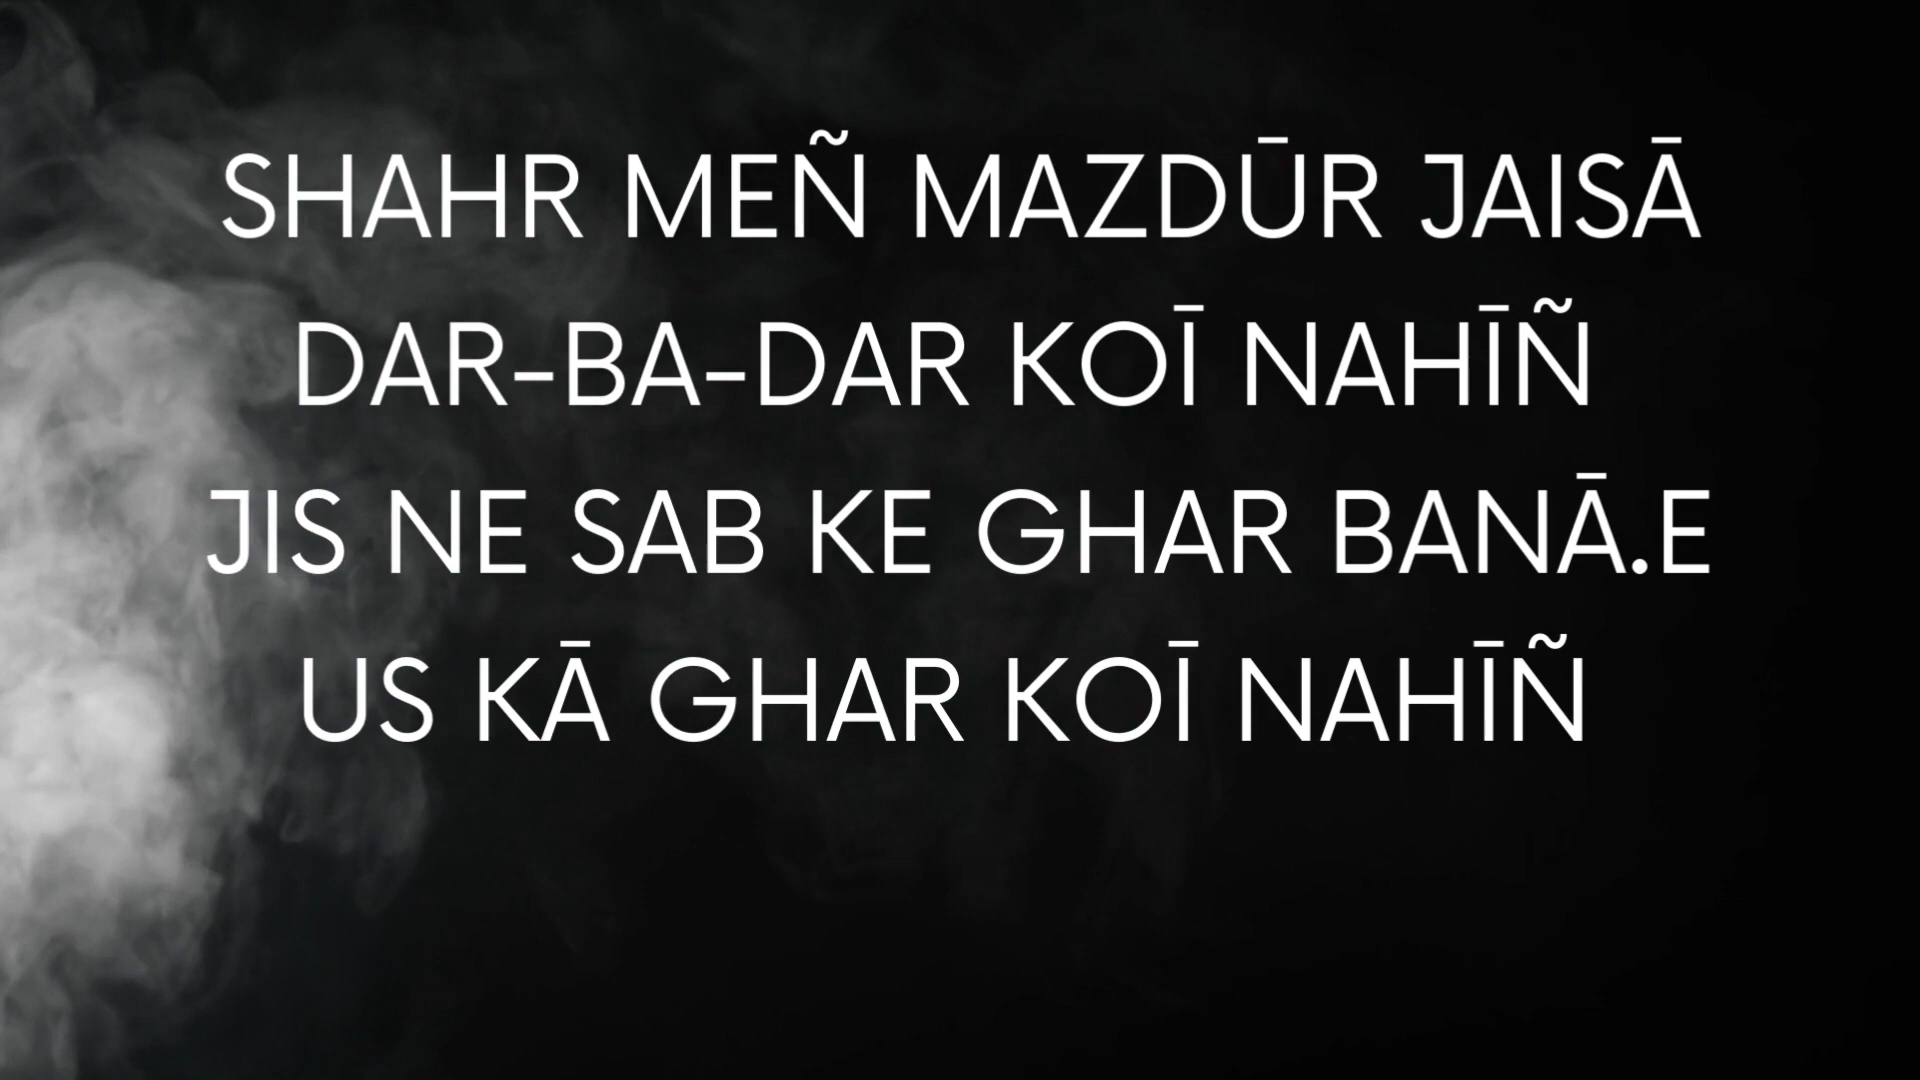 SHAHR MEÑ MAZDŪR JAISĀ
DAR-BA-DAR KOĪ NAHĪÑ
JIS NE SAB KE GHAR BANĀ.E
US KĀ GHAR KOĪ NAHĪÑ